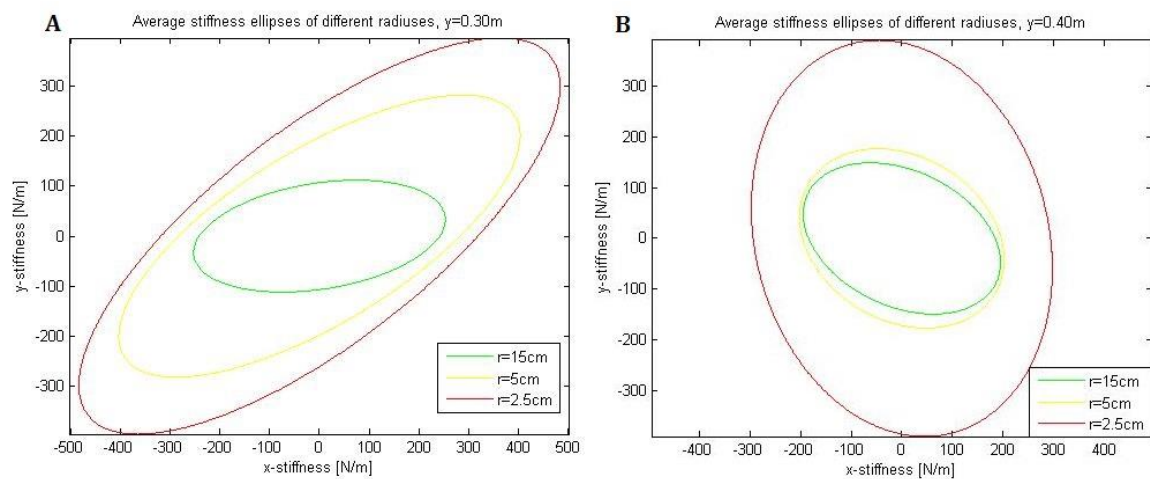 A
Average stiffness ellipses of different radiuses, y=0.30m
y-stiffness [N/m]
300
200
100
0
-100
-200
-300
-500 -400 -300 -200 -100 0 100 200 300 400 500
x-stiffness [N/m]
r=15cm
r=5cm
r=2.5cm
B
Average stiffness ellipses of different radiuses, y=0.40m
y-stiffness [N/m]
300
200
100
0
-100
-200
-300
-400 -300 -200 -100 0 100 200 300 400
x-stiffness [N/m]
r=15cm
r=5cm
r=2.5cm